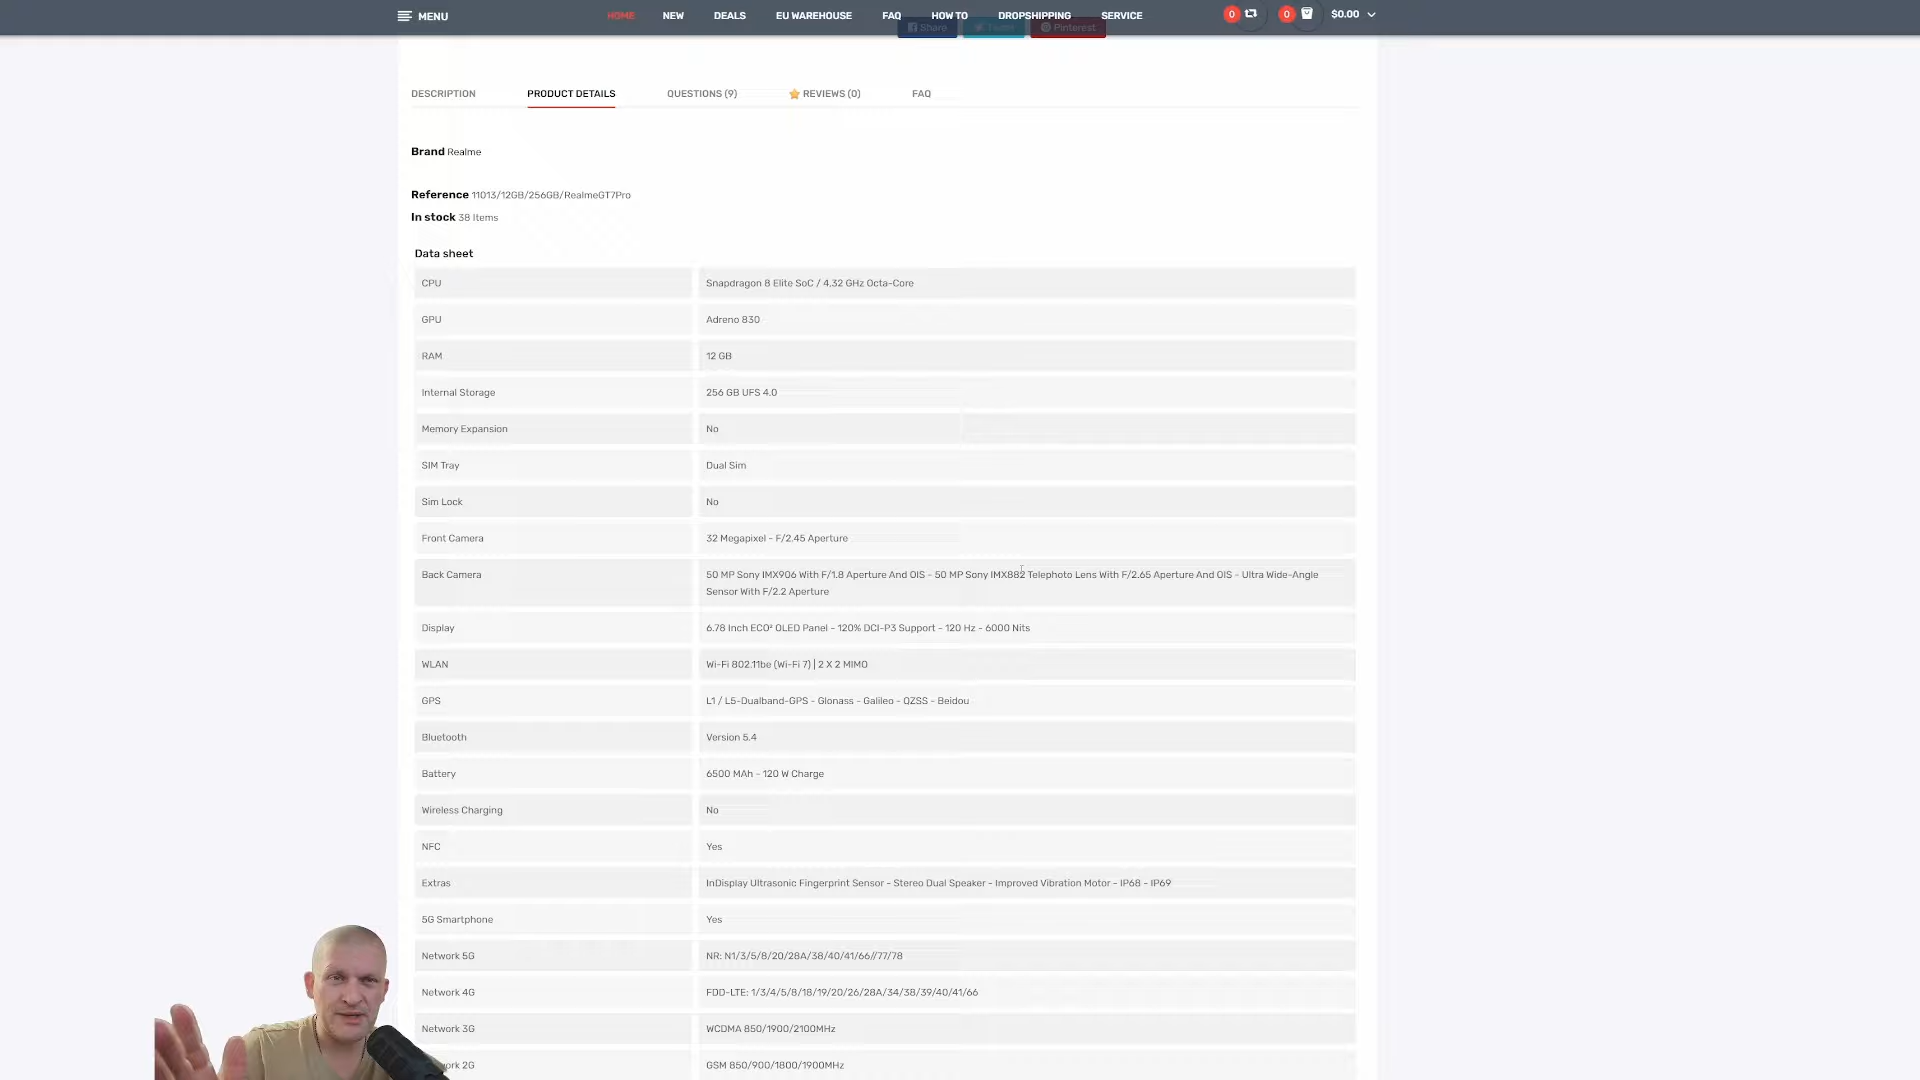 MENU
HOME NEW DEALS EU WAREHOUSE FAQ HOW TO DROPSHIPPING SERVICE
0 0 $0.00
Share Tweet Pinterest
DESCRIPTION PRODUCT DETAILS QUESTIONS (9) REVIEWS (0) FAQ
Brand Realme
Reference 11013/12GB/256GB/RealmeGT7Pro
In stock 38 Items
Data sheet
CPU Snapdragon 8 Elite SoC / 4,32 GHz Octa-Core
GPU Adreno 830
RAM 12 GB
Internal Storage 256 GB UFS 4.0
Memory Expansion No
SIM Tray Dual Sim
Sim Lock No
Front Camera 32 Megapixel - F/2.45 Aperture
Back Camera 50 MP Sony IMX906 With F/1.8 Aperture And OIS - 50 MP Sony IMX882 Telephoto Lens With F/2.65 Aperture And OIS - Ultra Wide-Angle
Sensor With F/2.2 Aperture
Display 6.78 Inch ECO² OLED Panel - 120% DCI-P3 Support - 120 Hz - 6000 Nits
WLAN Wi-Fi 802.11be (Wi-Fi 7) | 2 X 2 MIMO
GPS L1 / L5-Dualband-GPS - Glonass - Galileo - QZSS - Beidou
Bluetooth Version 5.4
Battery 6500 MAh - 120 W Charge
Wireless Charging No
NFC Yes
Extras InDisplay Ultrasonic Fingerprint Sensor - Stereo Dual Speaker - Improved Vibration Motor - IP68 - IP69
5G Smartphone Yes
Network 5G NR: N1/3/5/8/20/28A/38/40/41/66//77/78
Network 4G FDD-LTE: 1/3/4/5/8/18/19/20/26/28A/34/38/39/40/41/66
Network 3G WCDMA 850/1900/2100MHz
ork 2G GSM 850/900/1800/1900MHz